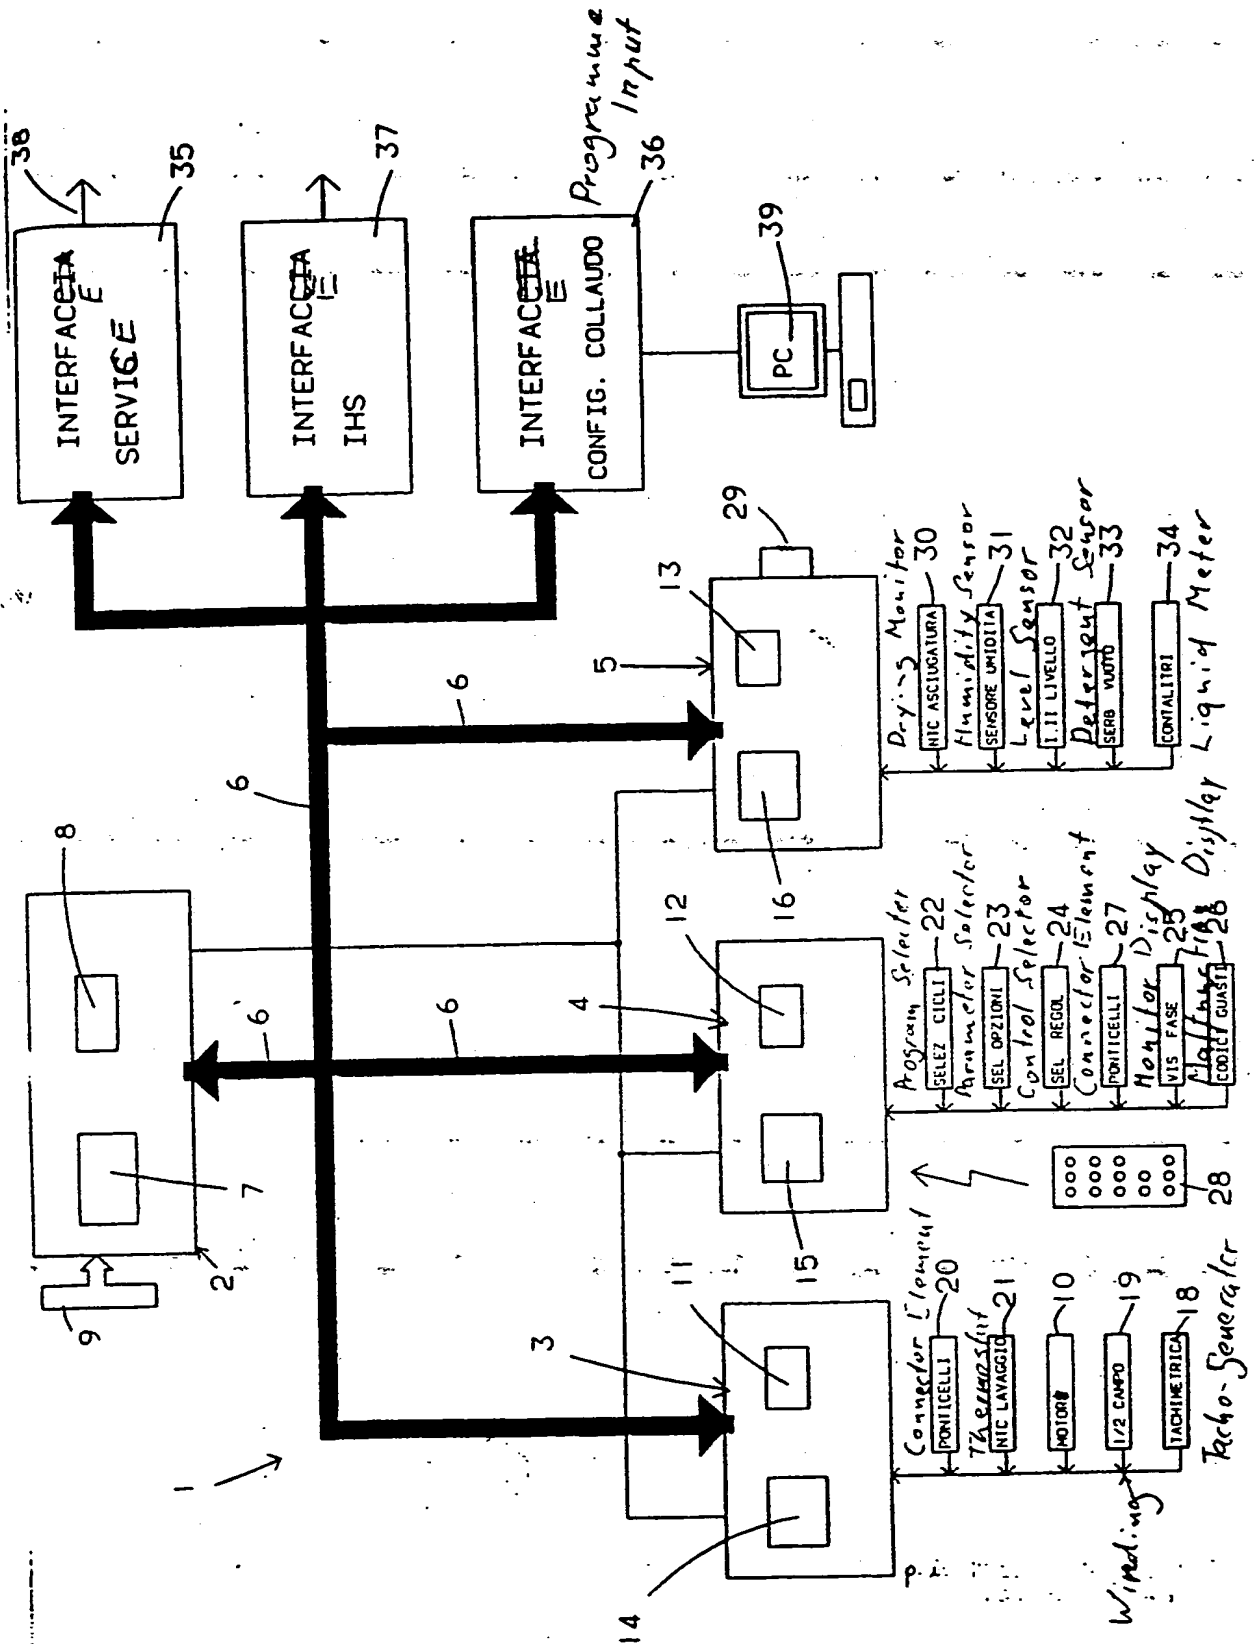 1
9
2
7
8
6
6
6
6
INTERFACCIA
E
SERVICE
38
35
INTERFACCIA
E
IHS
37
INTERFACCIA
E
CONFIG. COLLAUDO
36
Programme
Input
PC
39
3
11
14
Connector Element
PONTICELLI
20
Thermostat
NTC LAVAGGIO
21
MOTORE
10
1/2 CAMPO
19
Winding
TACHIMETRICA
18
Tacho-Generator
4
12
15
28
Program Selector
SELEZ CICLI
22
Parameter Selector
SEL OPZIONI
23
Control Selector
SEL REGOL
24
Connector Element
PONTICELLI
27
Monitor Display
VIS FASE
25
Display
CODICI GUASTI
26
5
13
16
29
Drying Monitor
NTC ASCIUGATURA
30
Humidity Sensor
SENSORE UMIDITA
31
Level Sensor
I.II LIVELLO
32
Detergent Sensor
SERB VUOTO
33
CONTALITRI
34
Liquid Meter